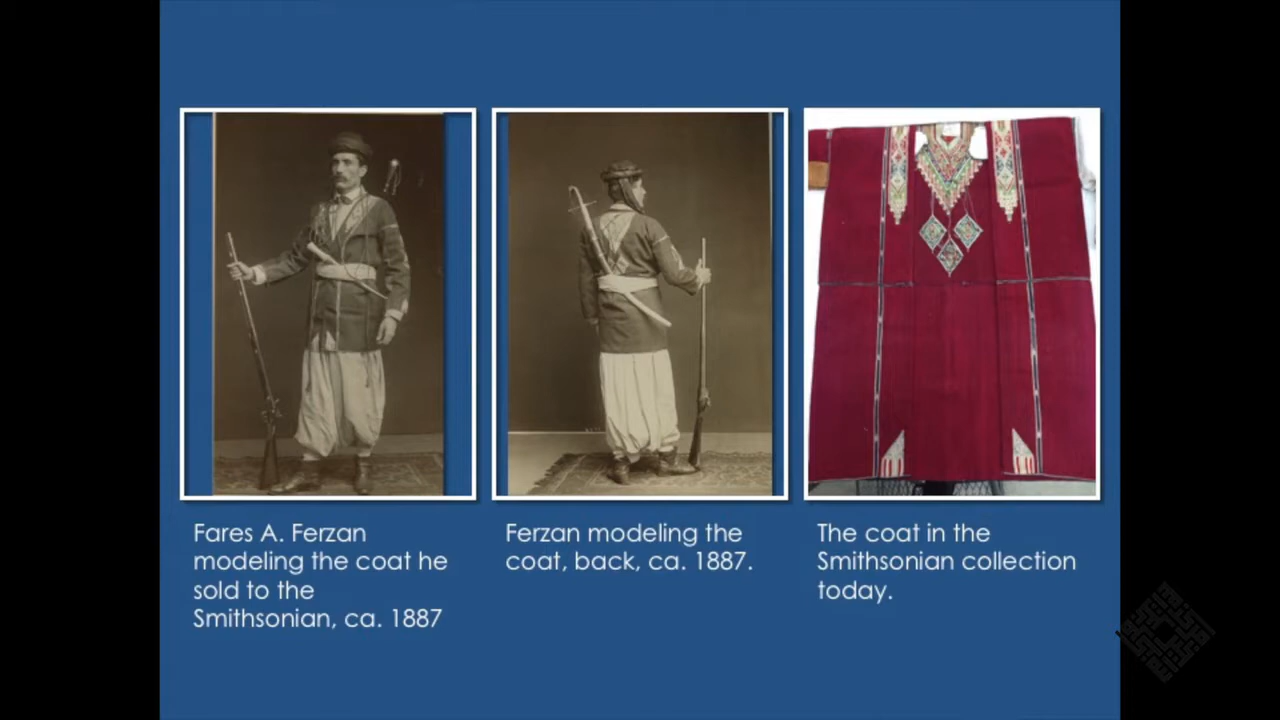 Fares A. Ferzan
modeling the coat he
sold to the
Smithsonian, ca. 1887
Ferzan modeling the
coat, back, ca. 1887.
The coat in the
Smithsonian collection
today.